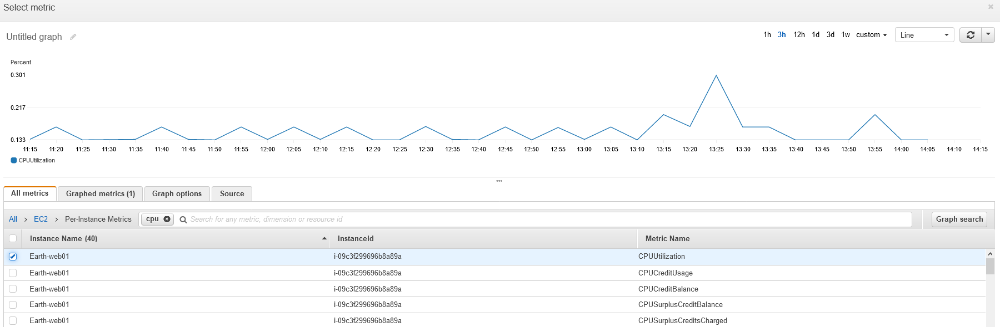 Select metric
Untitled graph
1h 3h 12h 1d 3d 1w custom Line
Percent
0.301
0.217
0.133
11:15 11:20 11:25 11:30 11:35 11:40 11:45 11:50 11:55 12:00 12:05 12:10 12:15 12:20 12:25 12:30 12:35 12:40 12:45 12:50 12:55 13:00 13:05 13:10 13:15 13:20 13:25 13:30 13:35 13:40 13:45 13:50 13:55 14:00 14:05 14:10 14:15
CPUUtilization
All metrics Graphed metrics (1) Graph options Source
All > EC2 > Per-Instance Metrics cpu Search for any metric, dimension or resource id Graph search
Instance Name (40) InstanceId Metric Name
Earth-web01 i-09c3f299696b8a89a CPUUtilization
Earth-web01 i-09c3f299696b8a89a CPUCreditUsage
Earth-web01 i-09c3f299696b8a89a CPUCreditBalance
Earth-web01 i-09c3f299696b8a89a CPUSurplusCreditBalance
Earth-web01 i-09c3f299696b8a89a CPUSurplusCreditsCharged